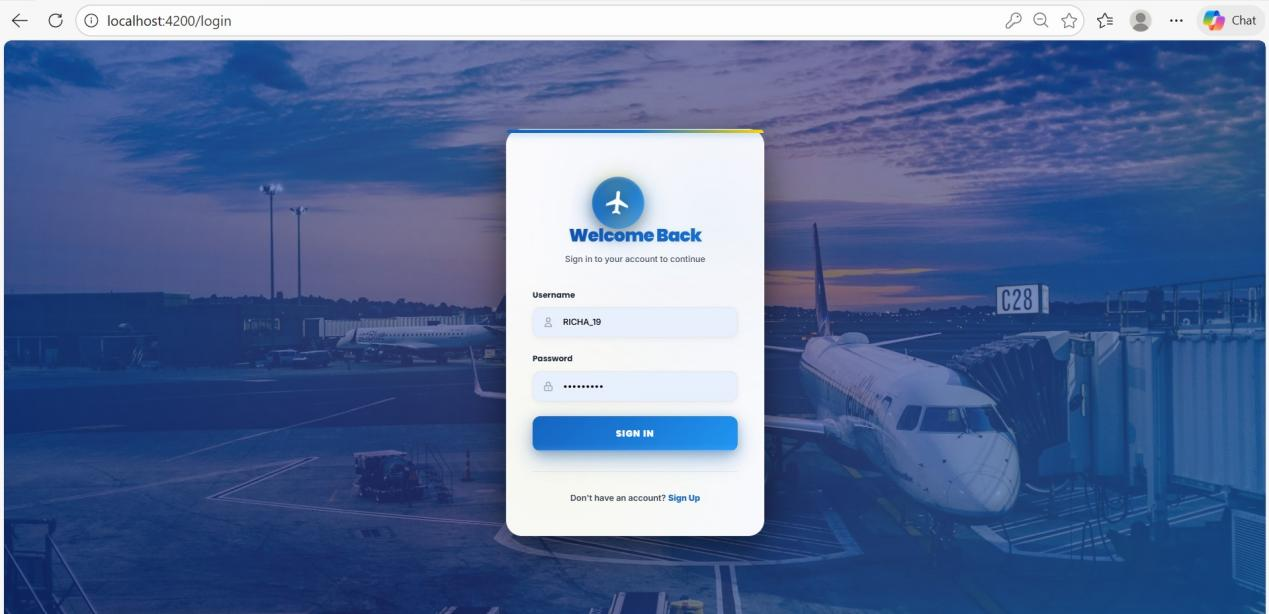 localhost:4200/login
Chat
Welcome Back
Sign in to your account to continue
Username
RICHA_19
Password
•••••••••
SIGN IN
Don't have an account? Sign Up
C28